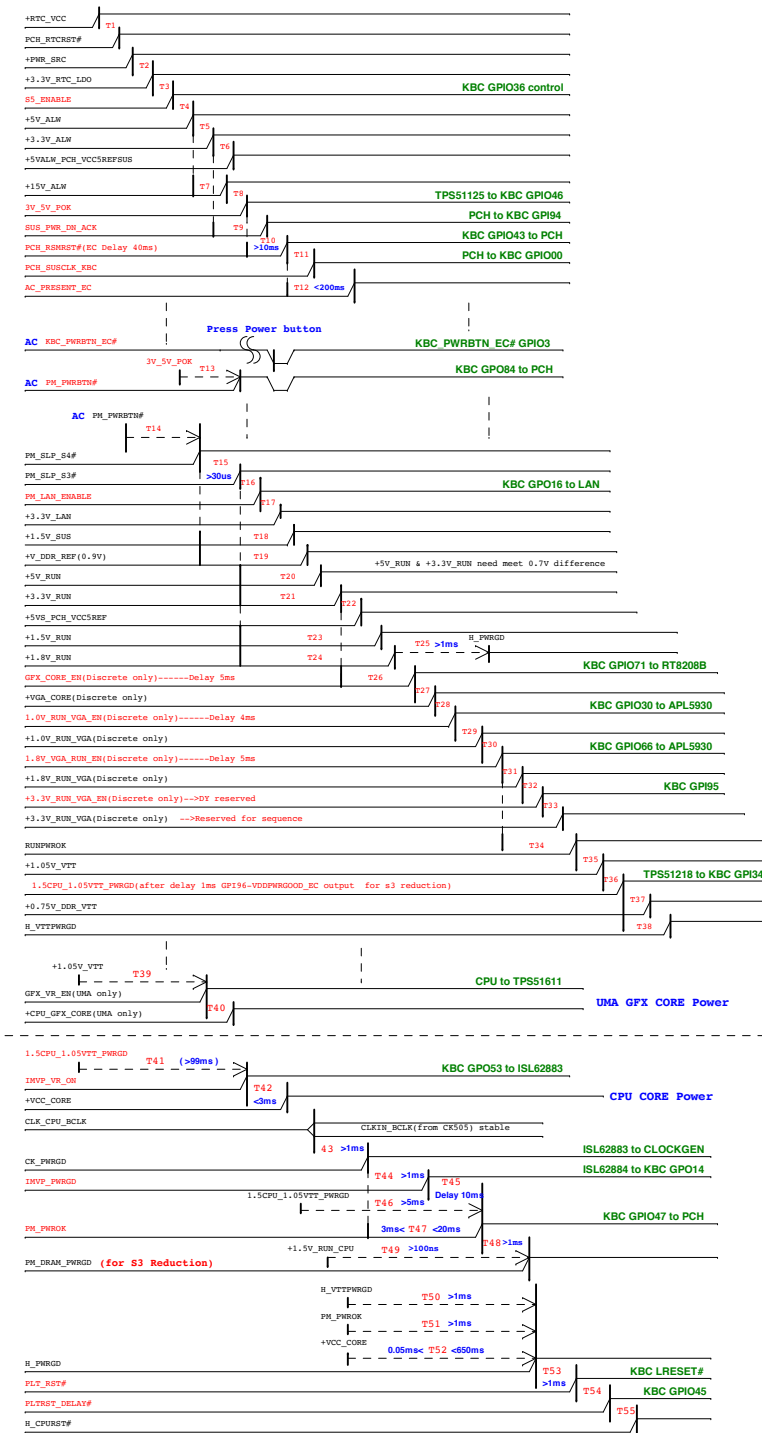 +RTC_VCC
T1
PCH_RTCRST#
+PWR_SRC
T2
+3.3V_RTC_LDO
T3
KBC GPIO36 control
S5_ENABLE
T4
+5V_ALW
T5
+3.3V_ALW
T6
+5VALW_PCH_VCC5REFSUS
+15V_ALW
T7
T8
TPS51125 to KBC GPIO46
3V_5V_POK
PCH to KBC GPI94
SUS_PWR_DN_ACK
T9
T10
KBC GPIO43 to PCH
PCH_RSMRST#(EC Delay 40ms)
>10ms
T11
PCH to KBC GPIO00
PCH_SUSCLK_KBC
AC_PRESENT_EC
T12 <200ms
Press Power button
AC KBC_PWRBTN_EC#
KBC_PWRBTN_EC# GPIO3
3V_5V_POK
T13
KBC GPO84 to PCH
AC PM_PWRBTN#
AC PM_PWRBTN#
T14
PM_SLP_S4#
T15
PM_SLP_S3#
>30us
T16
KBC GPO16 to LAN
PM_LAN_ENABLE
T17
+3.3V_LAN
+1.5V_SUS
T18
+V_DDR_REF(0.9V)
T19
+5V_RUN & +3.3V_RUN need meet 0.7V difference
+5V_RUN
T20
+3.3V_RUN
T21
T22
+5VS_PCH_VCC5REF
+1.5V_RUN
T23
T25 >1ms
H_PWRGD
+1.8V_RUN
T24
KBC GPIO71 to RT8208B
GFX_CORE_EN(Discrete only)------Delay 5ms
T26
T27
+VGA_CORE(Discrete only)
T28
KBC GPIO30 to APL5930
1.0V_RUN_VGA_EN(Discrete only)------Delay 4ms
T29
+1.0V_RUN_VGA(Discrete only)
T30
KBC GPIO66 to APL5930
1.8V_VGA_RUN_EN(Discrete only)------Delay 5ms
T31
+1.8V_RUN_VGA(Discrete only)
T32
KBC GPI95
+3.3V_RUN_VGA_EN(Discrete only)-->DY reserved
T33
+3.3V_RUN_VGA(Discrete only) -->Reserved for sequence
RUNPWROK
T34
+1.05V_VTT
T35
TPS51218 to KBC GPI34
1.5CPU_1.05VTT_PWRGD(after delay 1ms GPI96-VDDPWRGOOD_EC output for s3 reduction)
T36
+0.75V_DDR_VTT
T37
H_VTTPWRGD
T38
+1.05V_VTT
T39
CPU to TPS51611
GFX_VR_EN(UMA only)
T40
UMA GFX CORE Power
+CPU_GFX_CORE(UMA only)
1.5CPU_1.05VTT_PWRGD
T41 (>99ms)
KBC GPO53 to ISL62883
IMVP_VR_ON
T42
+VCC_CORE
<3ms
CPU CORE Power
CLK_CPU_BCLK
CLKIN_BCLK(from CK505) stable
43 >1ms
ISL62883 to CLOCKGEN
CK_PWRGD
T44 >1ms
T45
ISL62884 to KBC GPO14
IMVP_PWRGD
1.5CPU_1.05VTT_PWRGD
Delay 10ms
T46 >5ms
KBC GPIO47 to PCH
PM_PWROK
3ms< T47 <20ms
T48 >1ms
+1.5V_RUN_CPU
T49 >100ns
PM_DRAM_PWRGD (for S3 Reduction)
H_VTTPWRGD
T50 >1ms
PM_PWROK
T51 >1ms
+VCC_CORE
0.05ms< T52 <650ms
H_PWRGD
T53
KBC LRESET#
PLT_RST#
>1ms
T54
KBC GPIO45
PLTRST_DELAY#
T55
H_CPURST#